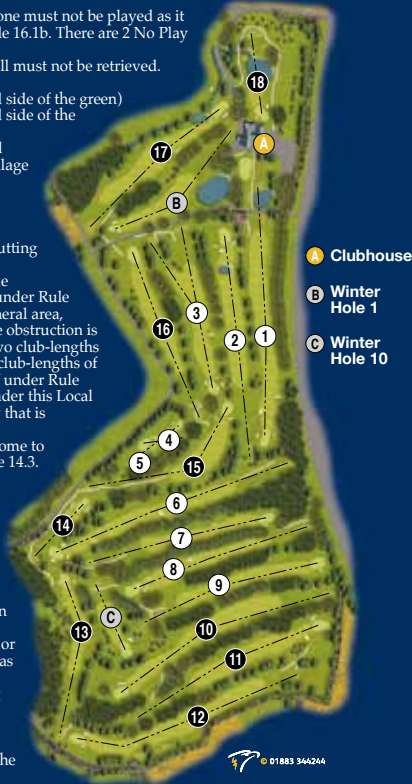 one must not be played as it
le 16.1b. There are 2 No Play
ll must not be retrieved.
l side of the green)
l side of the
l
lage
utting
e
under Rule
neral area,
e obstruction is
wo club-lengths
club-lengths of
f under Rule
nder this Local
y that is
ome to
e 14.3.
n
or
as
t
he
18
A
17
B
3
16
2
1
4
5
15
6
14
7
8
9
C
13
10
11
12
A Clubhouse
B Winter
Hole 1
C Winter
Hole 10
© 01883 344244